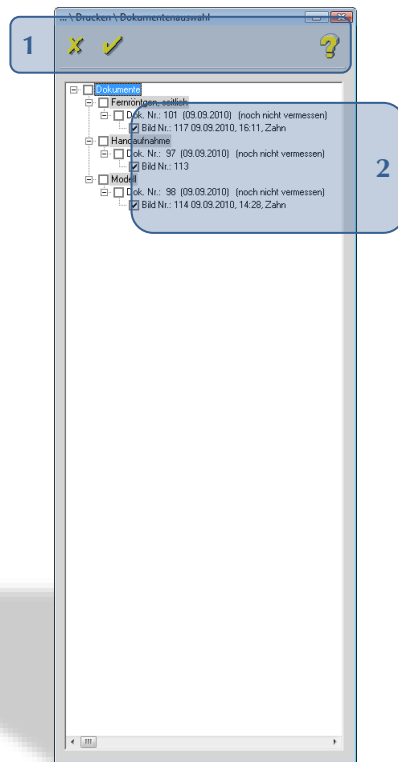 ... \ Drucken \ Dokumentenauswahl
1
Dokumente
Fernröntgen, seitlich
Dok. Nr.: 101 (09.09.2010) (noch nicht vermessen)
Bild Nr.: 117 09.09.2010, 16:11, Zahn
Handaufnahme
Dok. Nr.: 97 (09.09.2010) (noch nicht vermessen)
Bild Nr.: 113
2
Modell
Dok. Nr.: 98 (09.09.2010) (noch nicht vermessen)
Bild Nr.: 114 09.09.2010, 14:28, Zahn